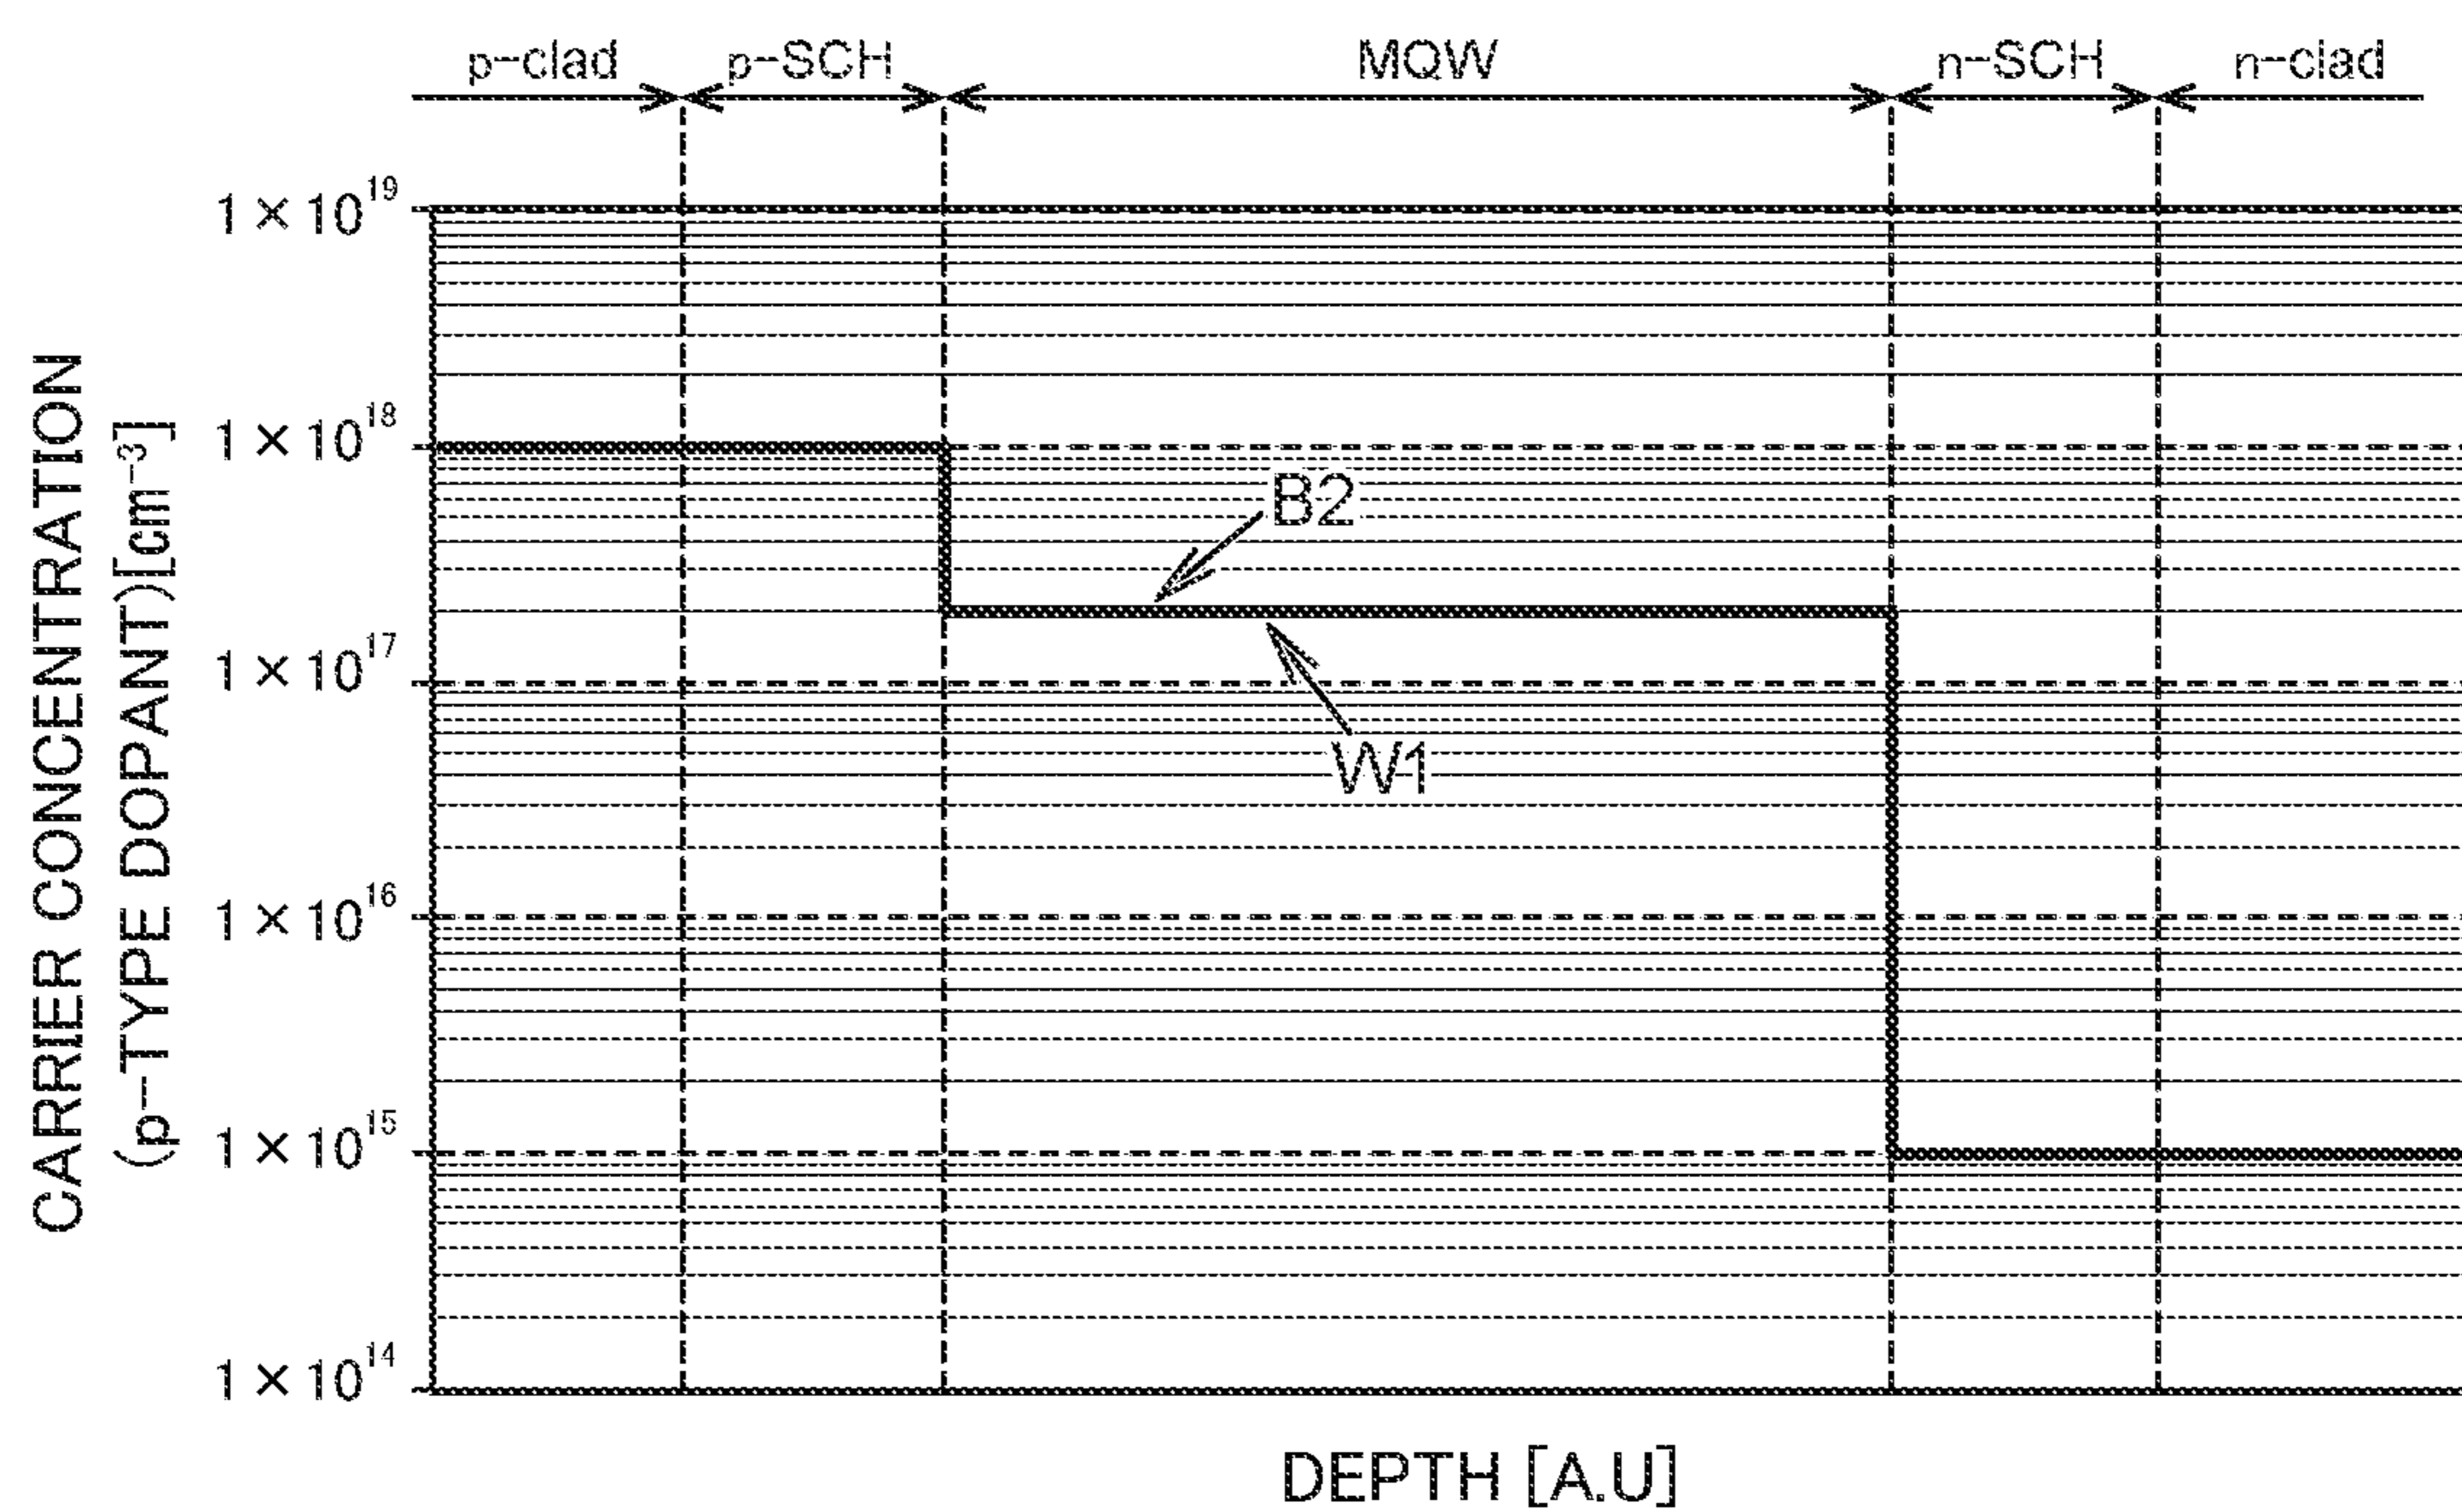 p-clad p-SCH MQW n-SCH n-clad
1×10¹⁹
1×10¹⁸
1×10¹⁷
1×10¹⁶
1×10¹⁵
1×10¹⁴
CARRIER CONCENTRATION
(p-TYPE DOPANT)[cm⁻³]
B2
W1
DEPTH [A.U]